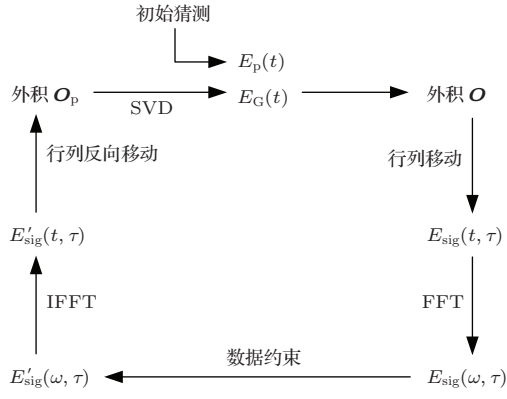 初始猜测
E_p(t)
外积 O_p
SVD
E_G(t)
外积 O
行列反向移动
行列移动
E′_sig(t, τ)
E_sig(t, τ)
IFFT
FFT
数据约束
E′_sig(ω, τ)
E_sig(ω, τ)